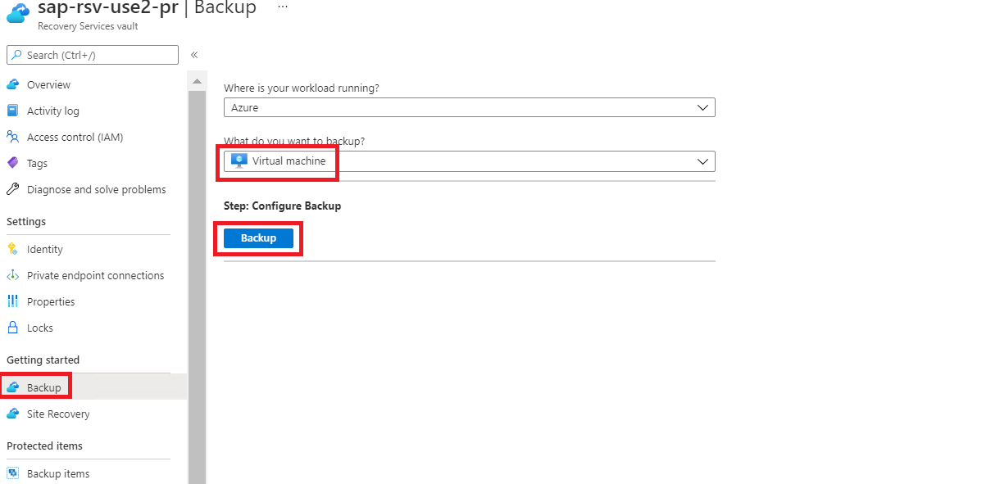 sap-rsv-use2-pr | Backup ...
Recovery Services vault
Search (Ctrl+/)
«
Overview
Activity log
Access control (IAM)
Tags
Diagnose and solve problems
Settings
Identity
Private endpoint connections
Properties
Locks
Getting started
Backup
Site Recovery
Protected items
Backup items
Where is your workload running?
Azure
What do you want to backup?
Virtual machine
Step: Configure Backup
Backup